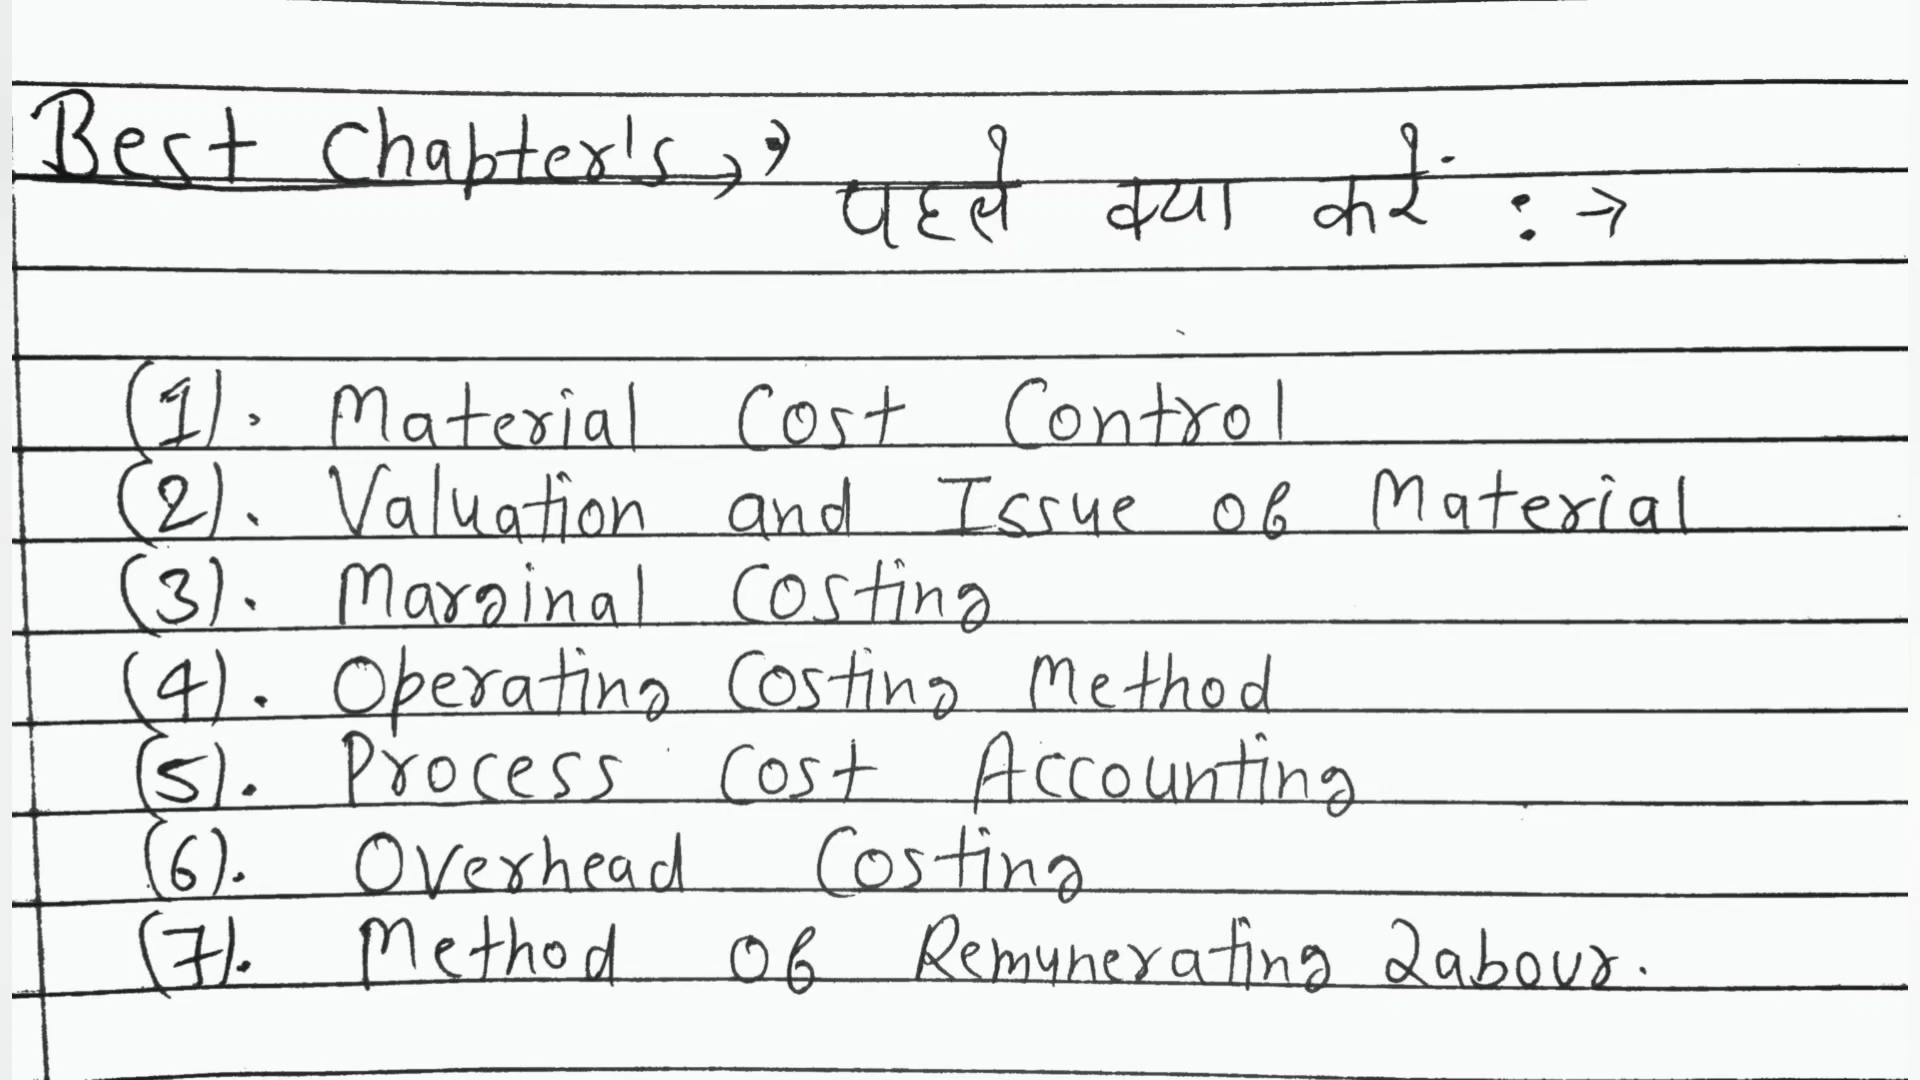 Best Chapter's →
पहले क्या करें :→
(1). Material Cost Control
(2). Valuation and Issue of Material
(3). Marginal Costing
(4). Operating Costing Method
(5). Process Cost Accounting
(6). Overhead Costing
(7). Method of Remunerating Labour.